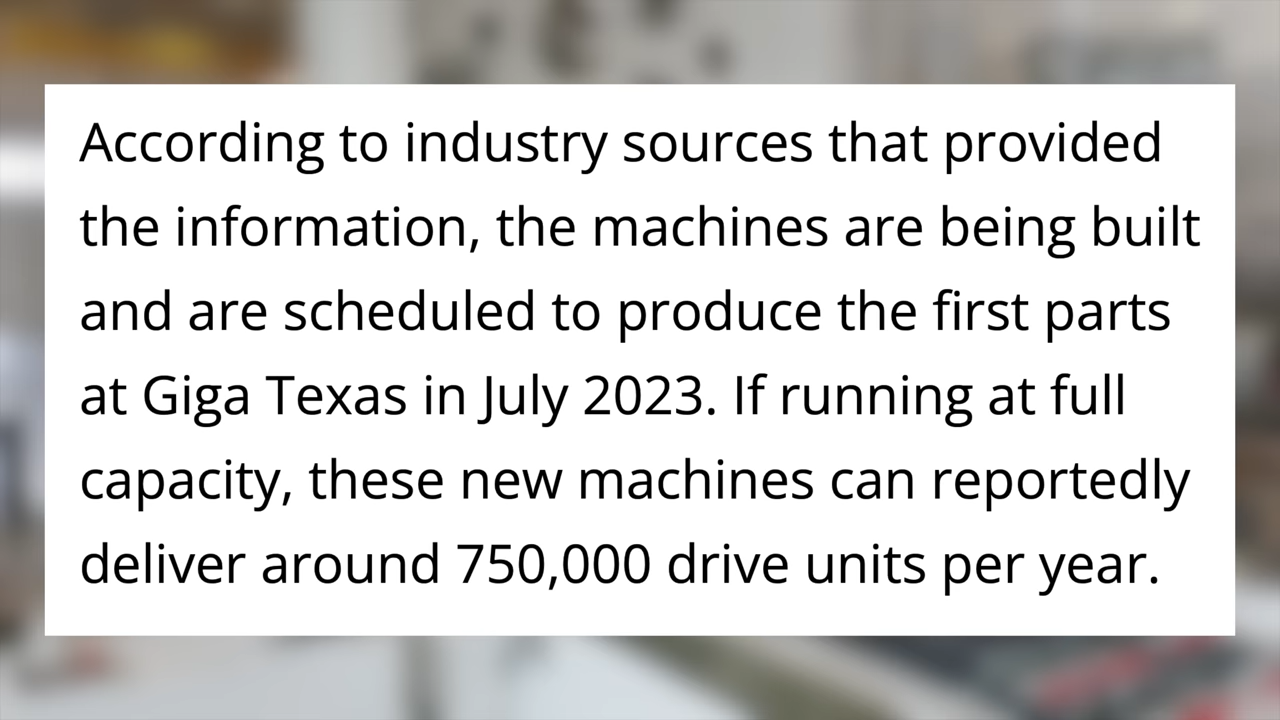 According to industry sources that provided
the information, the machines are being built
and are scheduled to produce the first parts
at Giga Texas in July 2023. If running at full
capacity, these new machines can reportedly
deliver around 750,000 drive units per year.